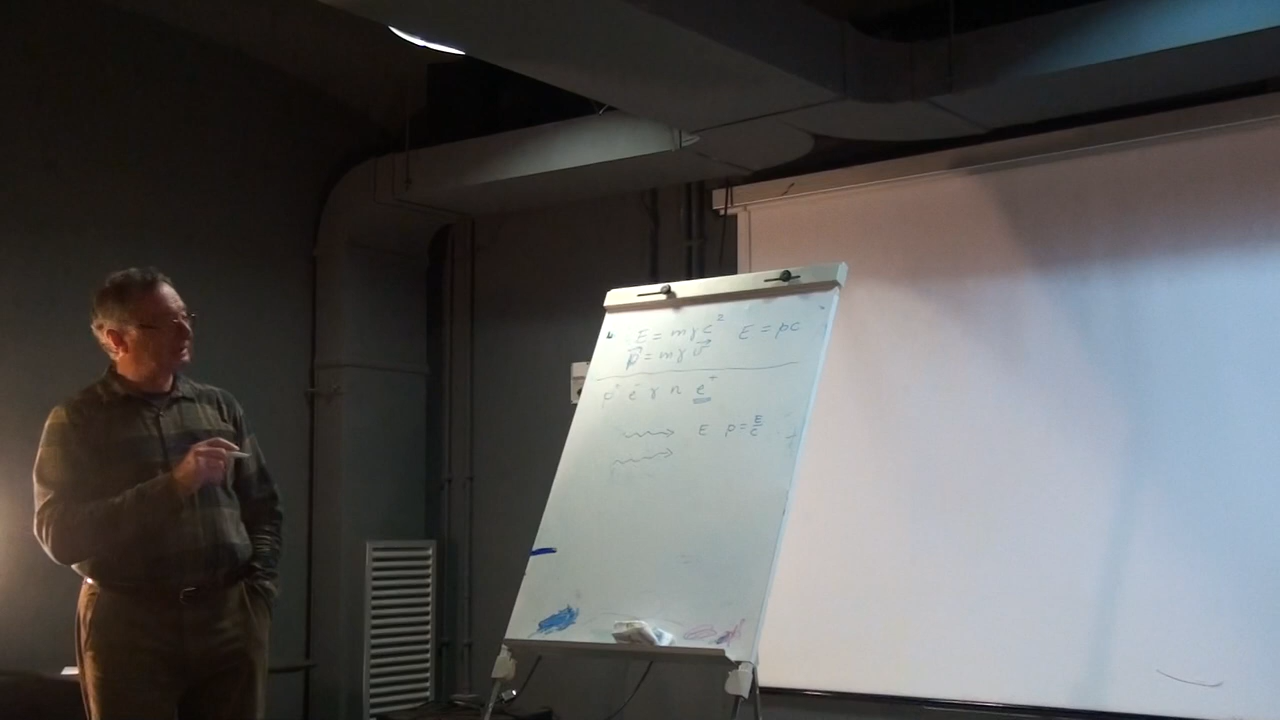 E = mγc² E = pc
p⃗ = mγv⃗
p e⁻ γ n e⁺
E p = E/c